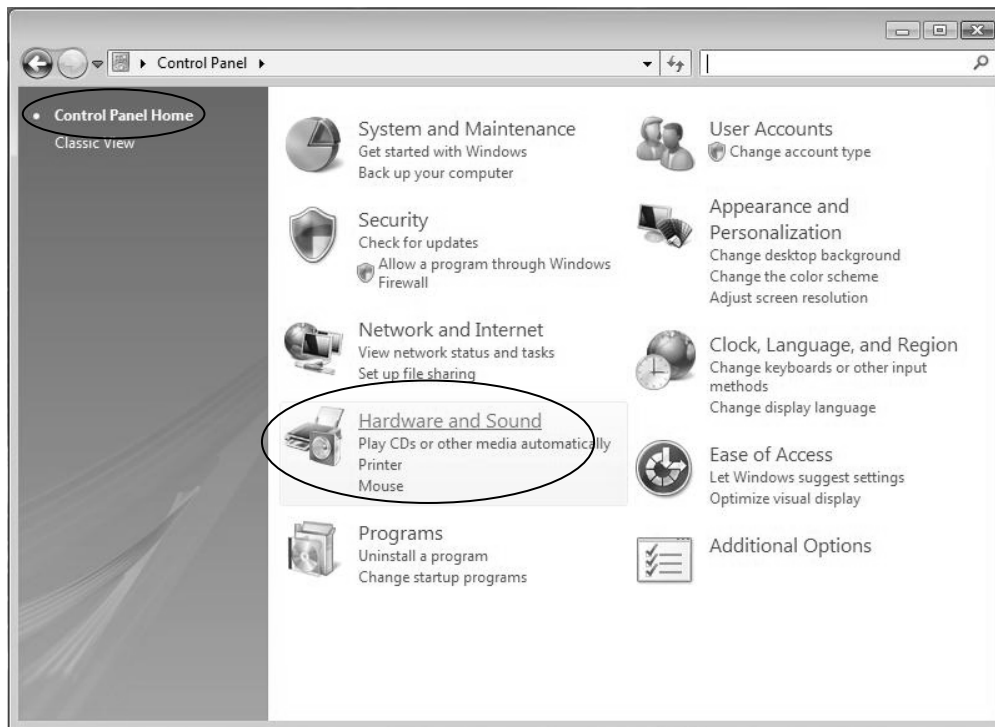 Control Panel
Control Panel Home
Classic View
System and Maintenance
Get started with Windows
Back up your computer
Security
Check for updates
Allow a program through Windows
Firewall
Network and Internet
View network status and tasks
Set up file sharing
Hardware and Sound
Play CDs or other media automatically
Printer
Mouse
Programs
Uninstall a program
Change startup programs
User Accounts
Change account type
Appearance and
Personalization
Change desktop background
Change the color scheme
Adjust screen resolution
Clock, Language, and Region
Change keyboards or other input
methods
Change display language
Ease of Access
Let Windows suggest settings
Optimize visual display
Additional Options